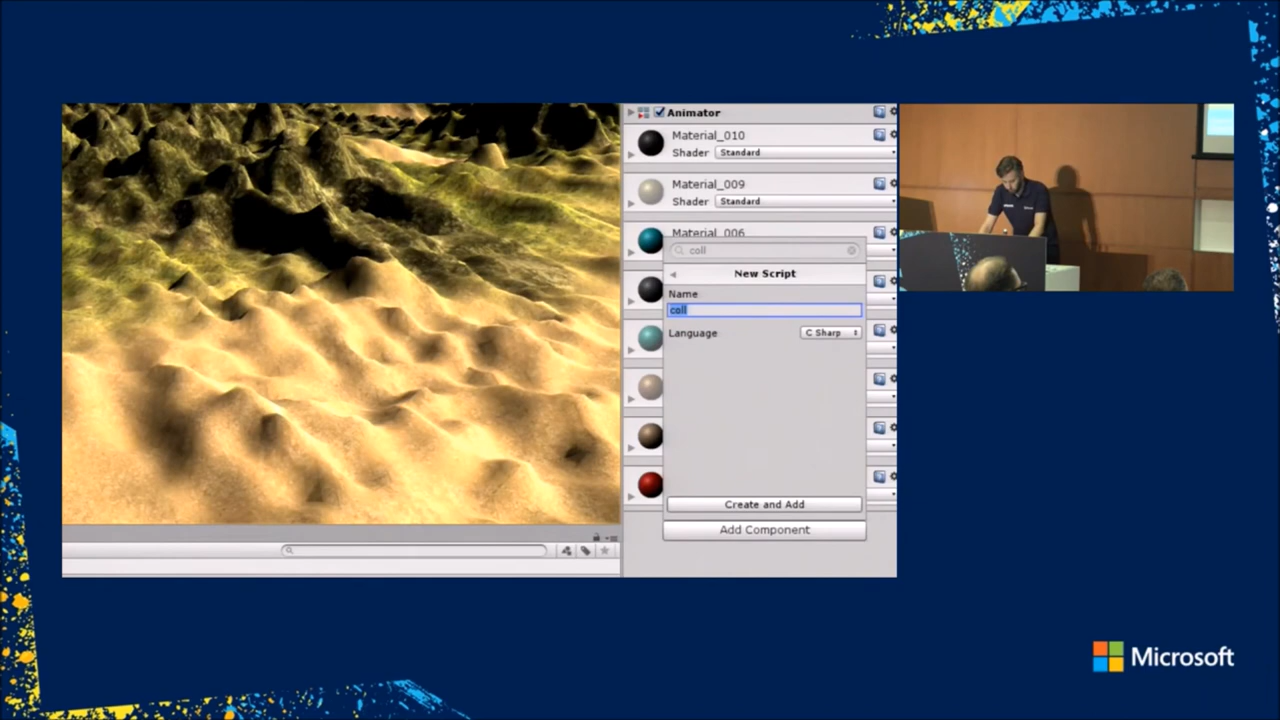 Animator
Material_010
Shader Standard
Material_009
Shader Standard
Material_006
coll
New Script
Name
coll
Language C Sharp
Create and Add
Add Component
Microsoft